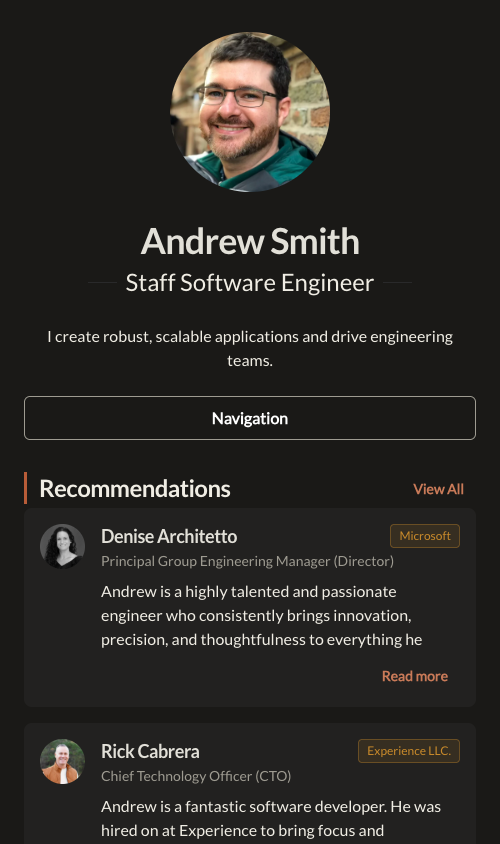 Andrew Smith
Staff Software Engineer
I create robust, scalable applications and drive engineering
teams.
Navigation
Recommendations
View All
Denise Architetto
Microsoft
Principal Group Engineering Manager (Director)
Andrew is a highly talented and passionate
engineer who consistently brings innovation,
precision, and thoughtfulness to everything he
Read more
Rick Cabrera
Experience LLC.
Chief Technology Officer (CTO)
Andrew is a fantastic software developer. He was
hired on at Experience to bring focus and